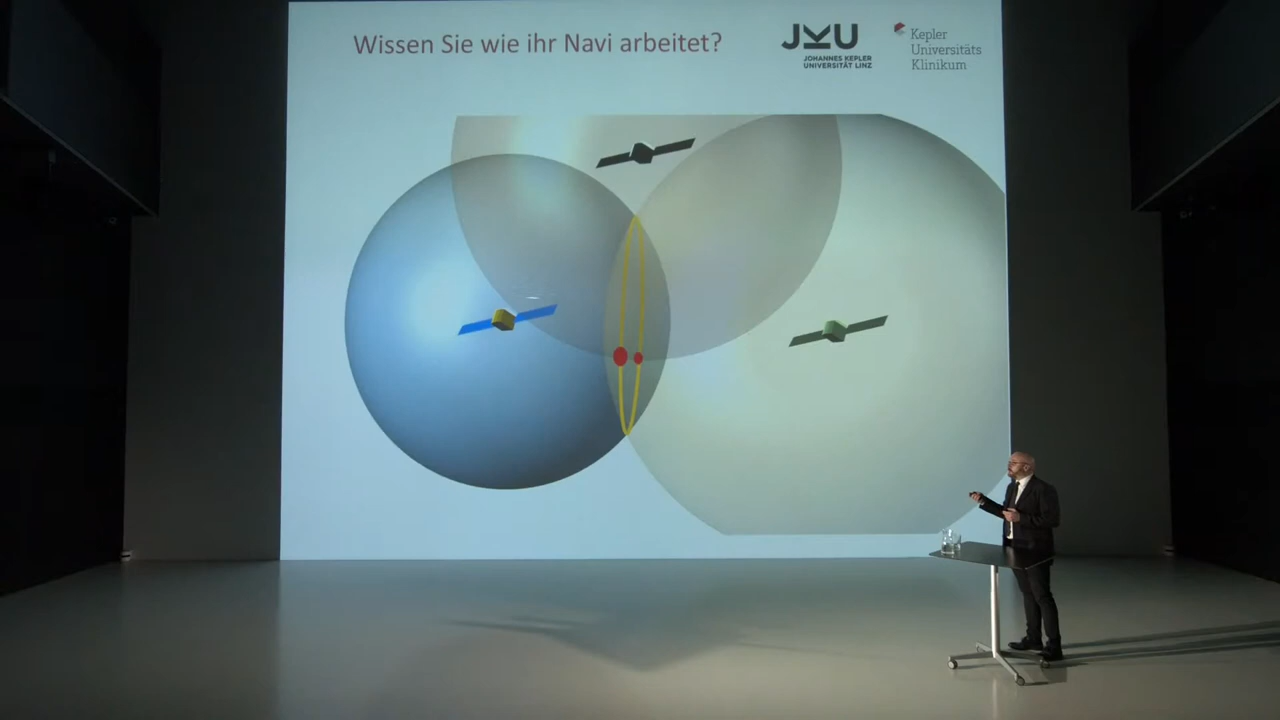 Wissen Sie wie ihr Navi arbeitet?
JKU
JOHANNES KEPLER
UNIVERSITÄT LINZ
Kepler
Universitäts
Klinikum